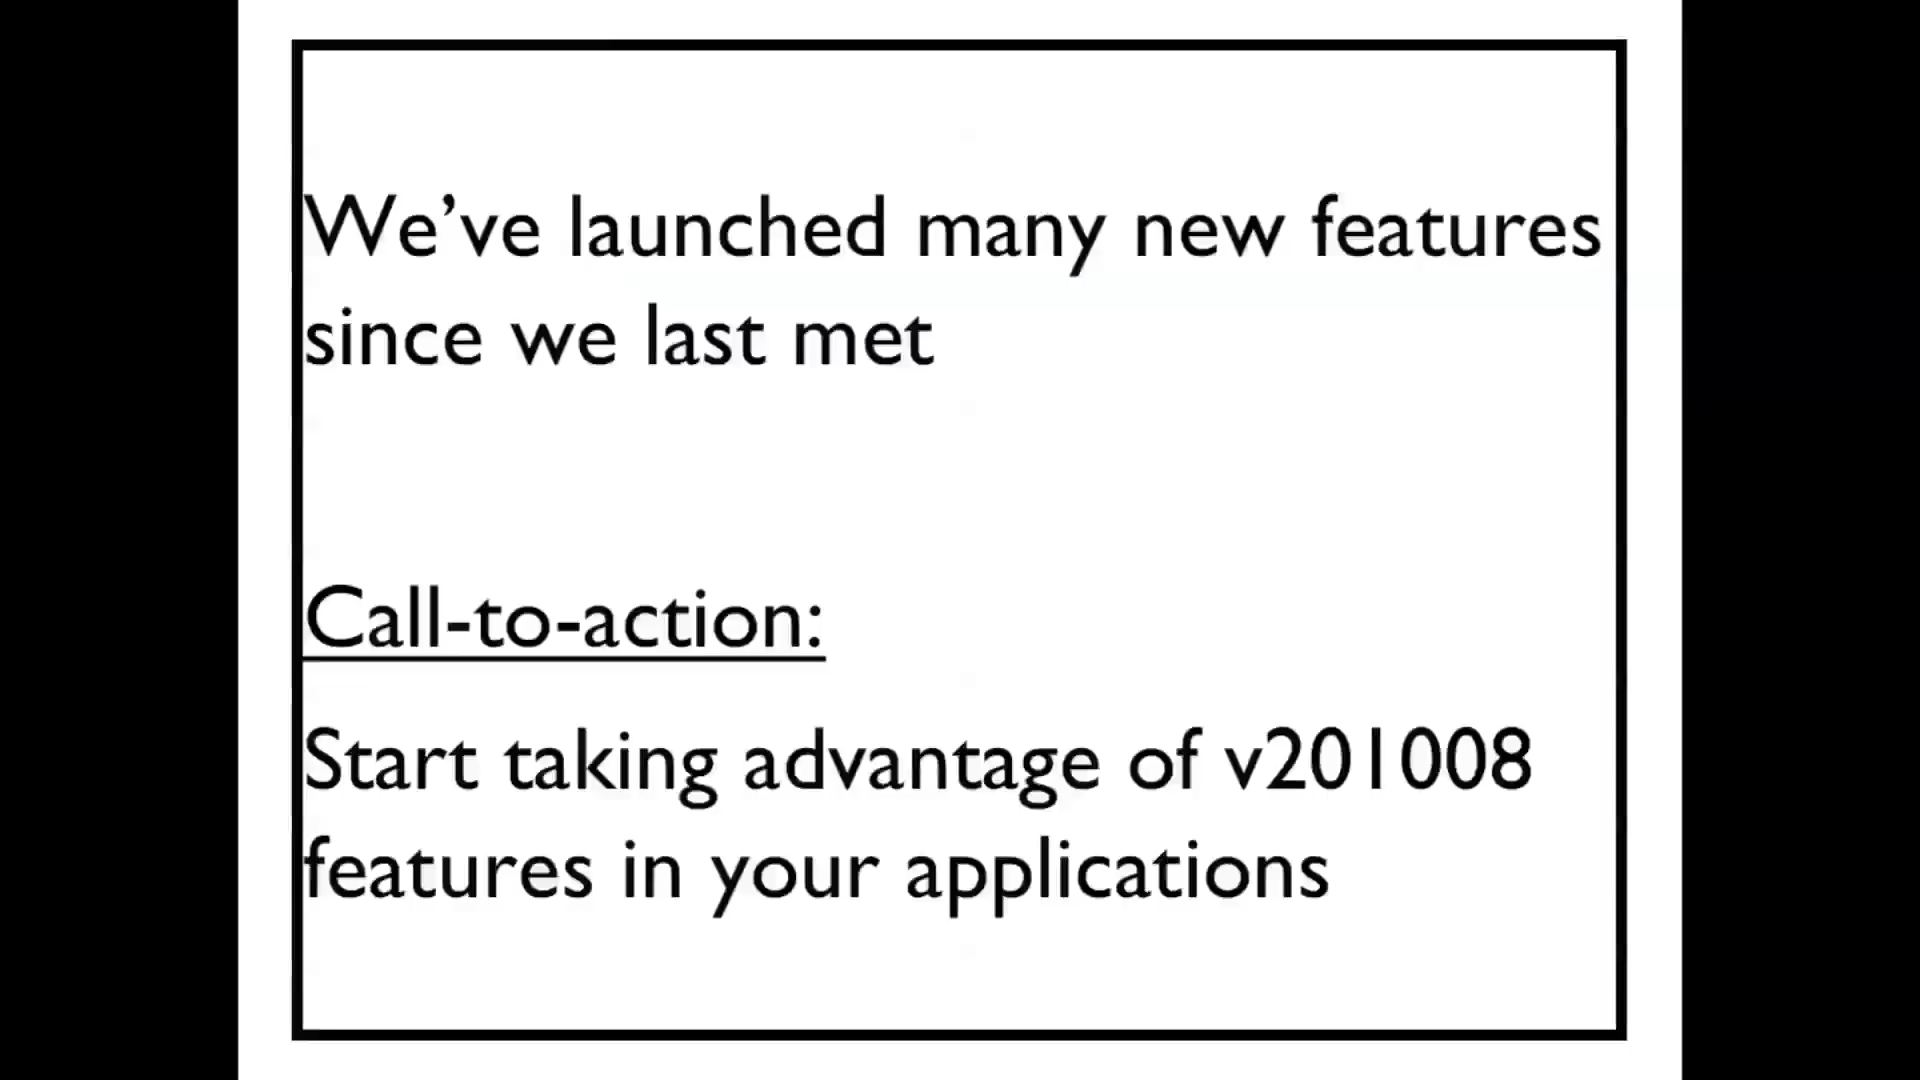 We’ve launched many new features
since we last met
Call-to-action:
Start taking advantage of v201008
features in your applications